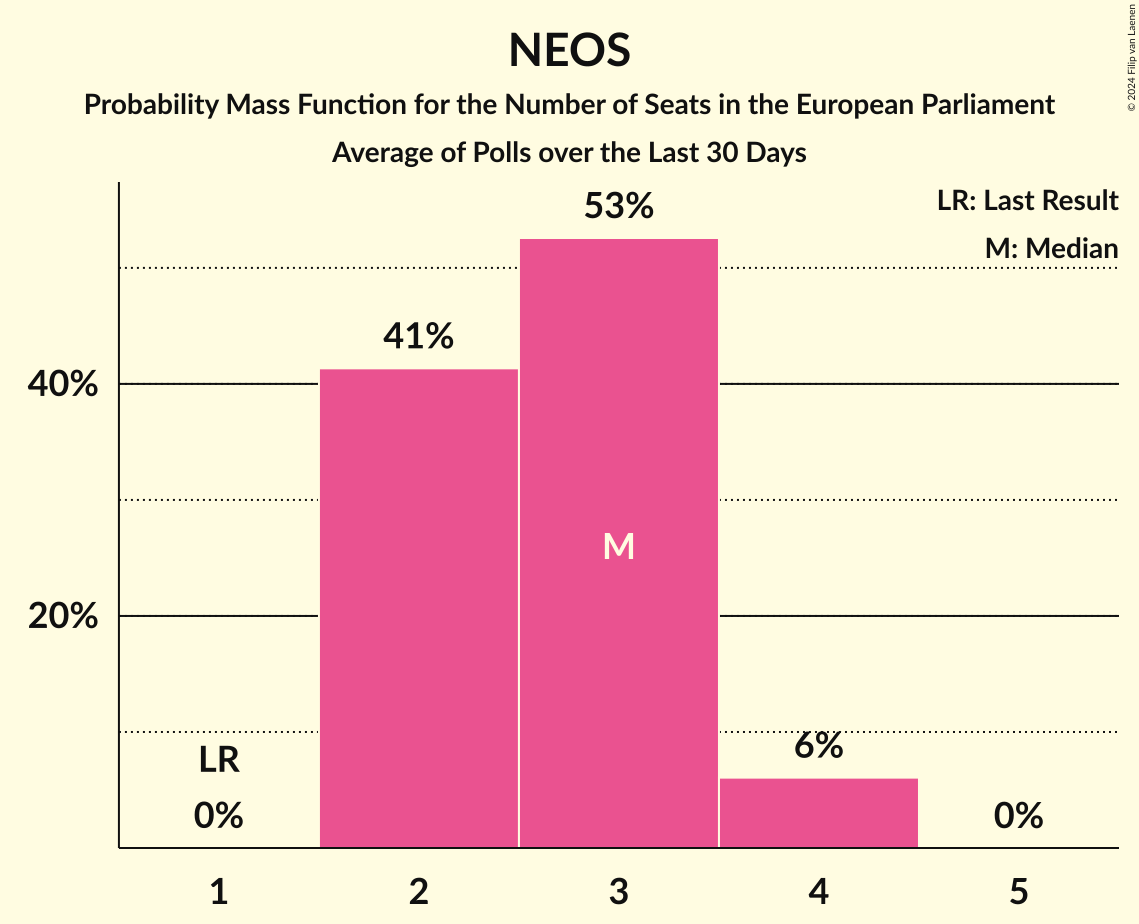 NEOS
Probability Mass Function for the Number of Seats in the European Parliament
Average of Polls over the Last 30 Days
© 2024 Filip van Laenen
LR: Last Result
M: Median
53%
41%
40%
M
20%
6%
LR
0%
0%
1 2 3 4 5